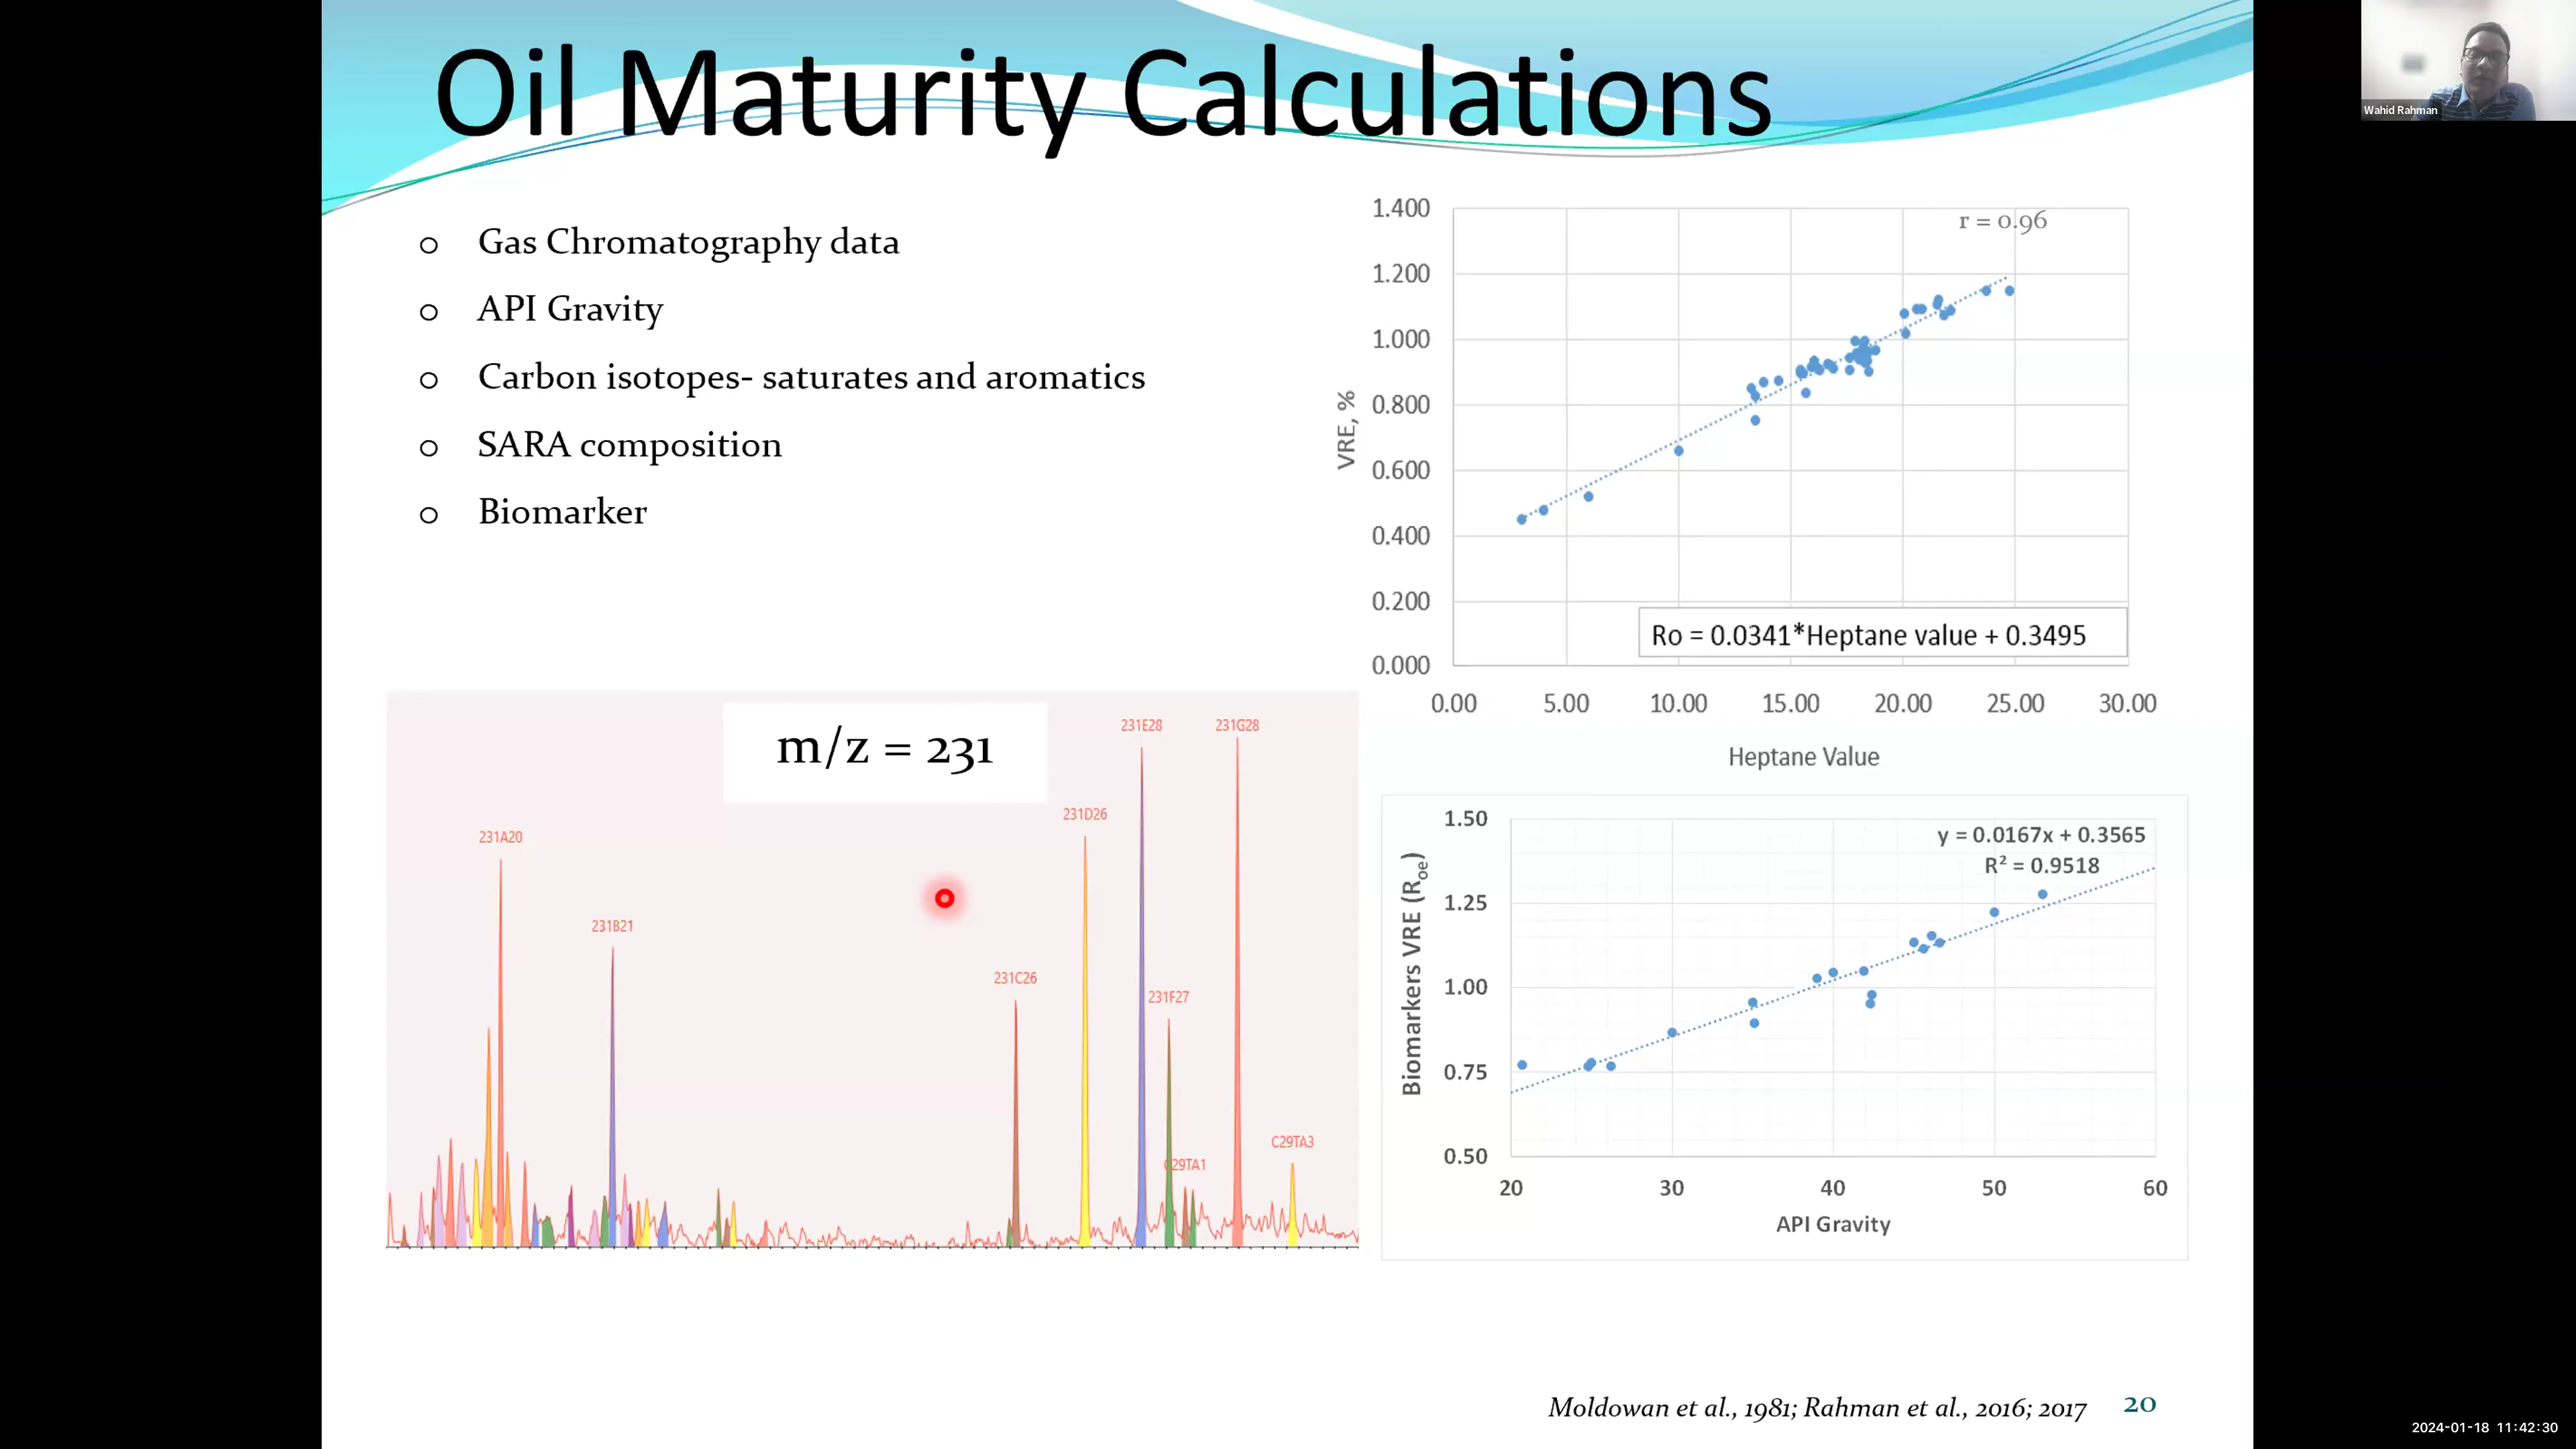 Oil Maturity Calculations
Wahid Rahman
o Gas Chromatography data
o API Gravity
o Carbon isotopes- saturates and aromatics
o SARA composition
o Biomarker
1.400
1.200
1.000
0.800
0.600
0.400
0.200
0.000
VRE, %
r = 0.96
Ro = 0.0341*Heptane value + 0.3495
0.00 5.00 10.00 15.00 20.00 25.00 30.00
Heptane Value
m/z = 231
231A20
231B21
231C26
231D26
231E28
231F27
C29TA1
231G28
C29TA3
Biomarkers VRE (Roe)
1.50
1.25
1.00
0.75
0.50
y = 0.0167x + 0.3565
R² = 0.9518
20 30 40 50 60
API Gravity
Moldowan et al., 1981; Rahman et al., 2016; 2017
20
2024-01-18 11:42:30